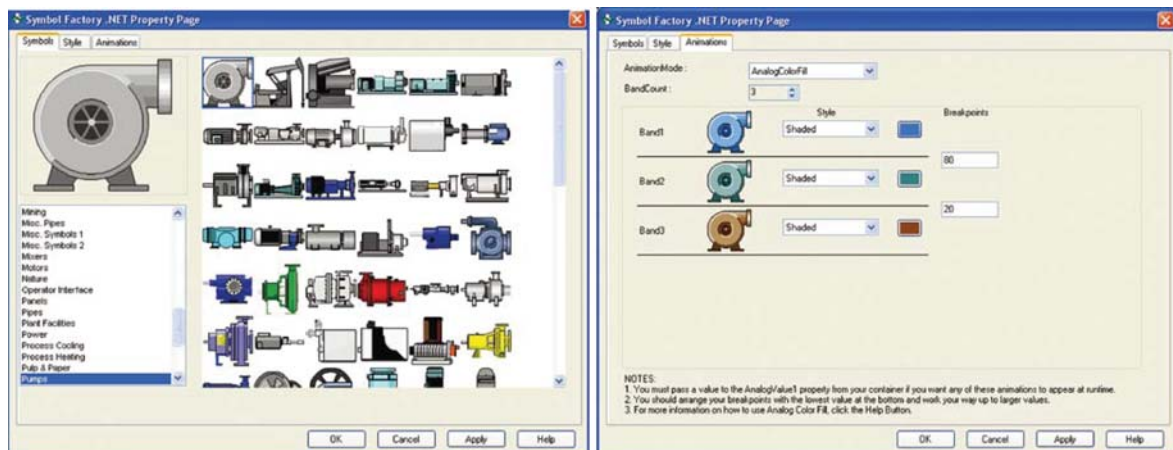 Symbol Factory .NET Property Page
Symbols Style Animations
Mining
Misc. Pipes
Misc. Symbols 1
Misc. Symbols 2
Mixers
Motors
Nature
Operator Interface
Panels
Pipes
Plant Facilities
Power
Process Cooling
Process Heating
Pulp & Paper
Pumps
OK Cancel Apply Help
Symbol Factory .NET Property Page
Symbols Style Animations
AnimationMode : AnalogColorFill
BandCount : 3
Style Breakpoints
Band1 Shaded
80
Band2 Shaded
20
Band3 Shaded
NOTES:
1. You must pass a value to the AnalogValue1 property from your container if you want any of these animations to appear at runtime.
2. You should arrange your breakpoints with the lowest value at the bottom and work your way up to larger values.
3. For more information on how to use Analog Color Fill, click the Help Button.
OK Cancel Apply Help